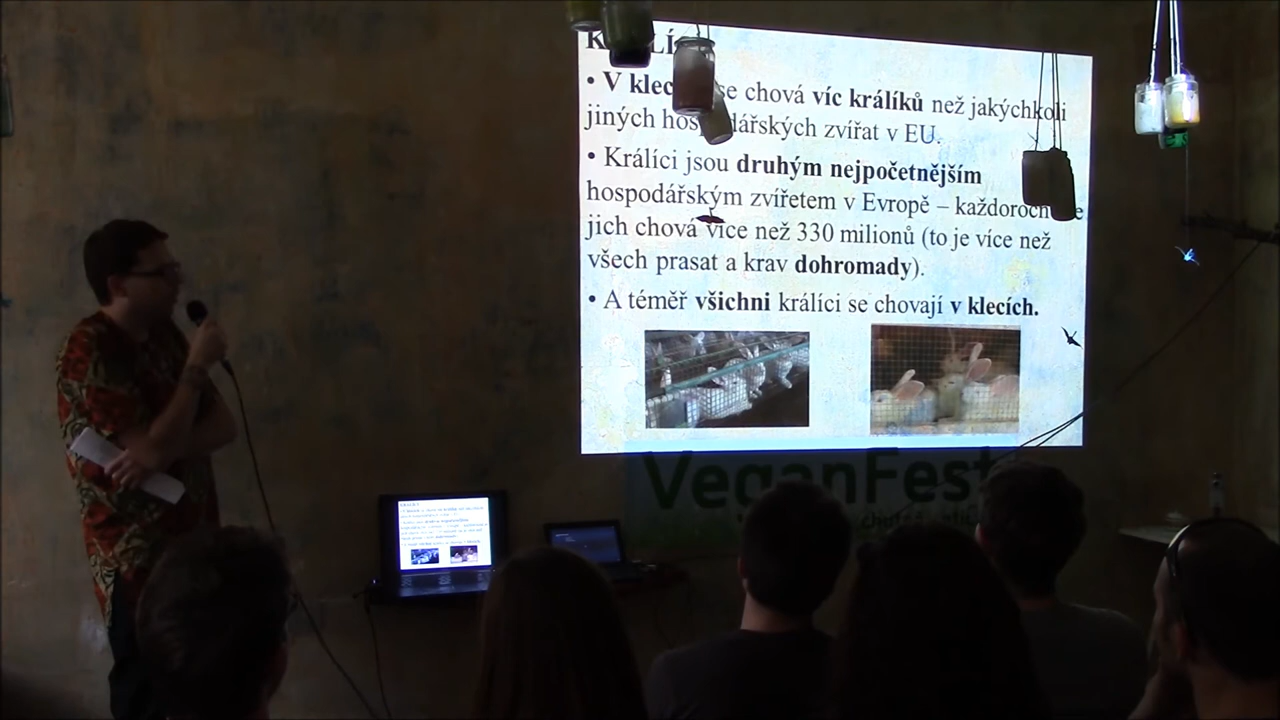 • V klec se chová víc králíků než jakýchkoli
jiných hos dářských zvířat v EU.
• Králíci jsou druhým nejpočetnějším
hospodářským zvířetem v Evropě – každoroč e
jich chová více než 330 milionů (to je více než
všech prasat a krav dohromady).
• A téměř všichni králíci se chovají v klecích.
VeganFest